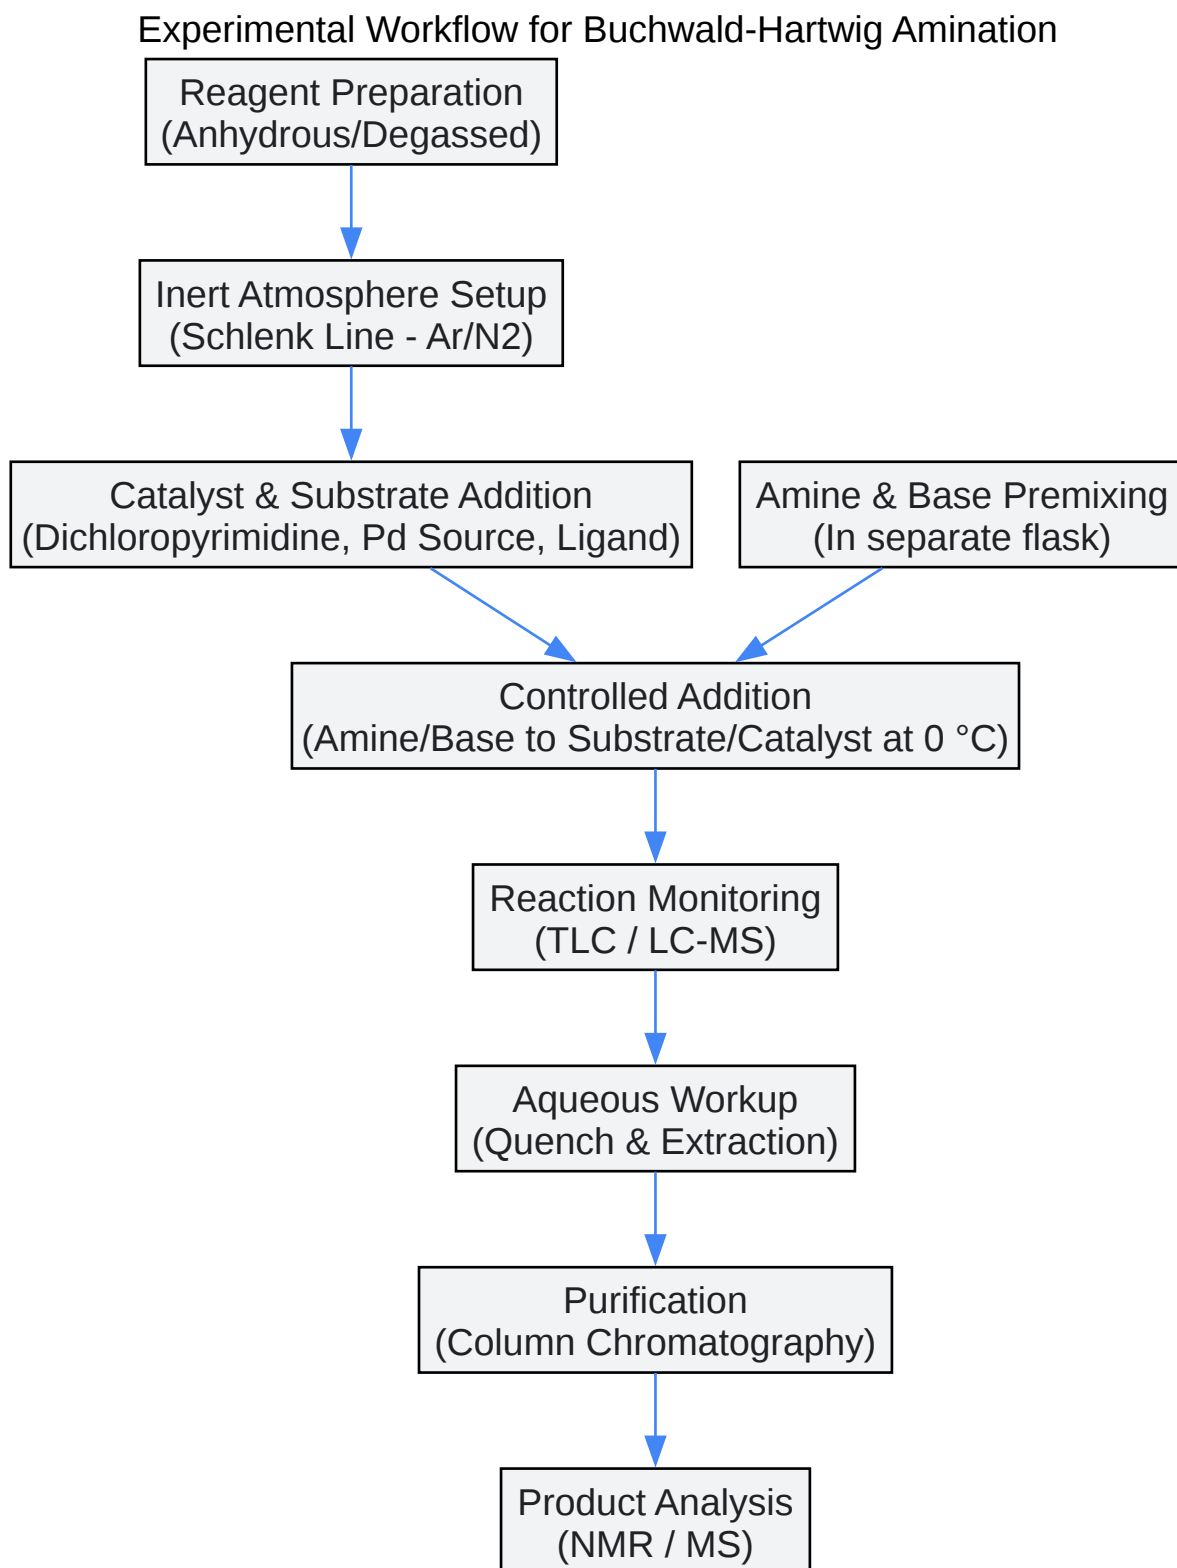 Experimental Workflow for Buchwald-Hartwig Amination
Reagent Preparation
(Anhydrous/Degassed)
Inert Atmosphere Setup
(Schlenk Line - Ar/N2)
Catalyst & Substrate Addition
(Dichloropyrimidine, Pd Source, Ligand)
Amine & Base Premixing
(In separate flask)
Controlled Addition
(Amine/Base to Substrate/Catalyst at 0 °C)
Reaction Monitoring
(TLC / LC-MS)
Aqueous Workup
(Quench & Extraction)
Purification
(Column Chromatography)
Product Analysis
(NMR / MS)